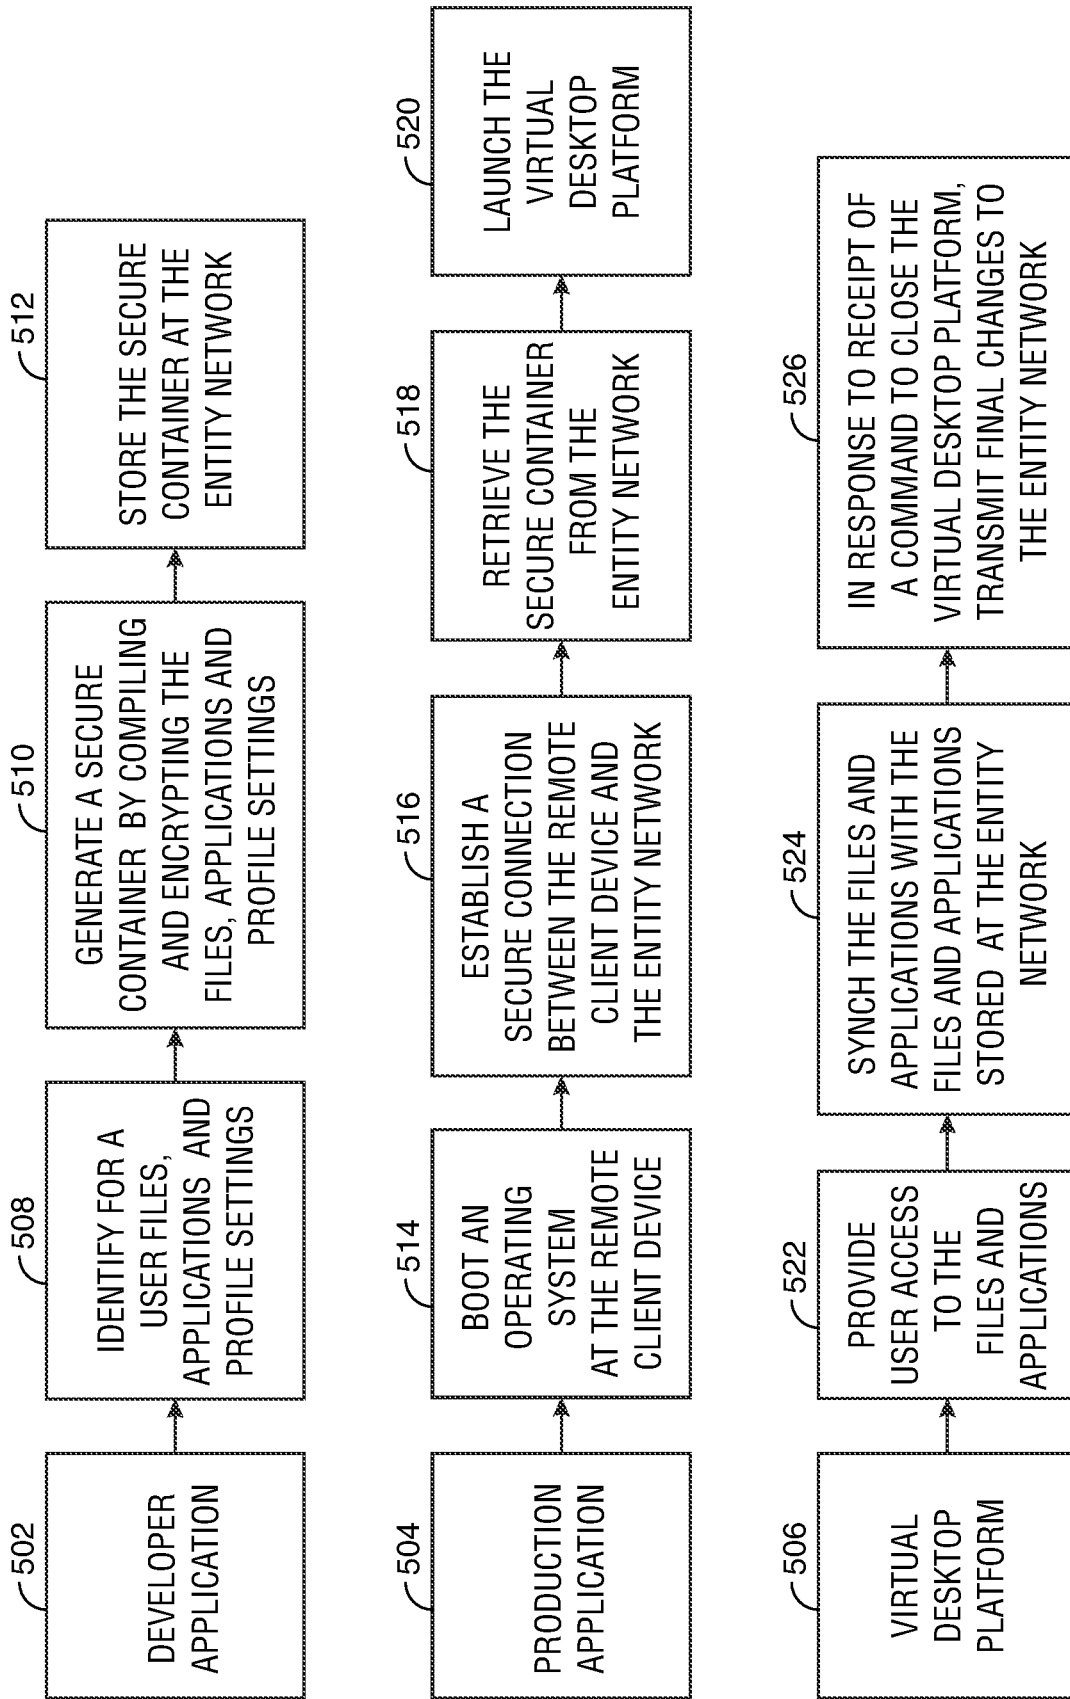 502
DEVELOPER
APPLICATION
508
IDENTIFY FOR A
USER FILES,
APPLICATIONS AND
PROFILE SETTINGS
510
GENERATE A SECURE
CONTAINER BY COMPILING
AND ENCRYPTING THE
FILES, APPLICATIONS AND
PROFILE SETTINGS
512
STORE THE SECURE
CONTAINER AT THE
ENTITY NETWORK
504
PRODUCTION
APPLICATION
514
BOOT AN
OPERATING
SYSTEM
AT THE REMOTE
CLIENT DEVICE
516
ESTABLISH A
SECURE CONNECTION
BETWEEN THE REMOTE
CLIENT DEVICE AND
THE ENTITY NETWORK
518
RETRIEVE THE
SECURE CONTAINER
FROM THE
ENTITY NETWORK
520
LAUNCH THE
VIRTUAL
DESKTOP
PLATFORM
506
VIRTUAL
DESKTOP
PLATFORM
522
PROVIDE
USER ACCESS
TO THE
FILES AND
APPLICATIONS
524
SYNCH THE FILES AND
APPLICATIONS WITH THE
FILES AND APPLICATIONS
STORED AT THE ENTITY
NETWORK
526
IN RESPONSE TO RECEIPT OF
A COMMAND TO CLOSE THE
VIRTUAL DESKTOP PLATFORM,
TRANSMIT FINAL CHANGES TO
THE ENTITY NETWORK